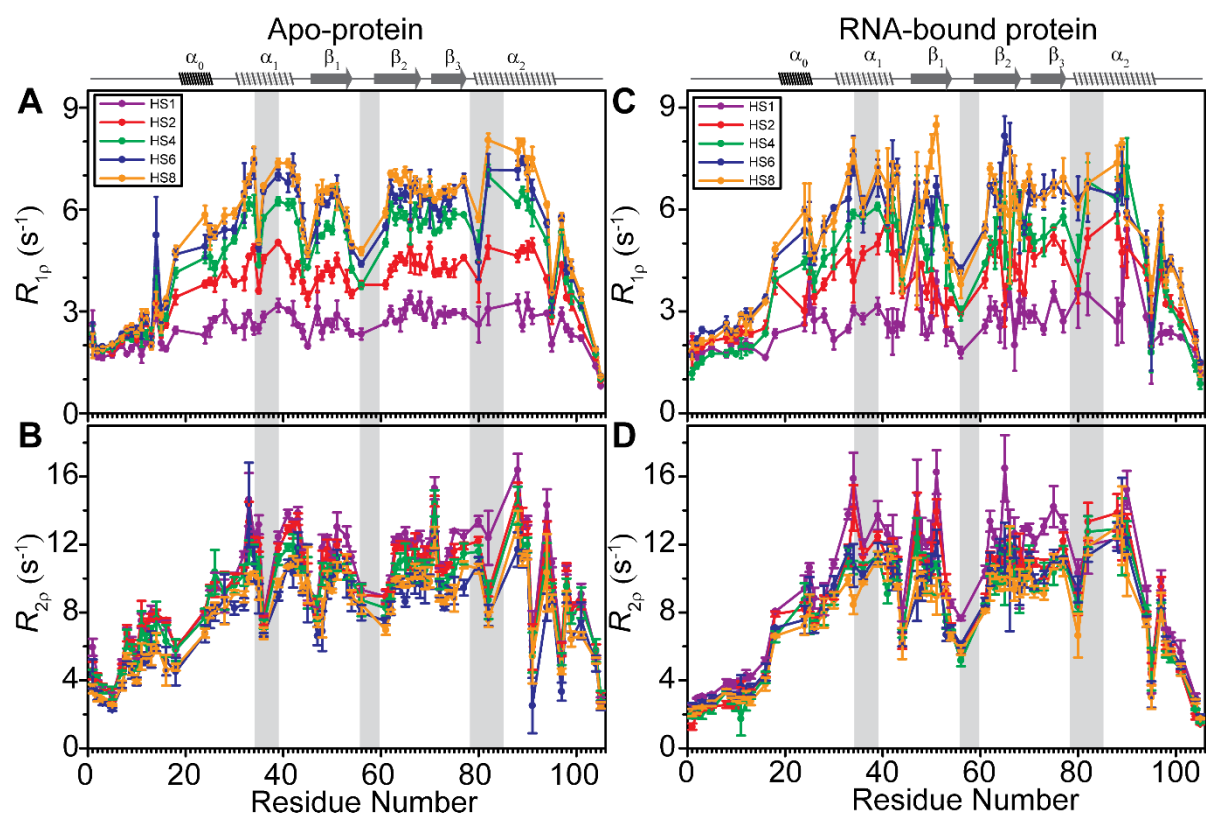 Apo-protein
RNA-bound protein
α0 α1 β1 β2 β3 α2
α0 α1 β1 β2 β3 α2
A
C
9
6
3
0
R1ρ (s-1)
HS1
HS2
HS4
HS6
HS8
9
6
3
0
R1ρ (s-1)
HS1
HS2
HS4
HS6
HS8
B
D
16
12
8
4
0
R2ρ (s-1)
16
12
8
4
0
R2ρ (s-1)
0 20 40 60 80 100
0 20 40 60 80 100
Residue Number
Residue Number